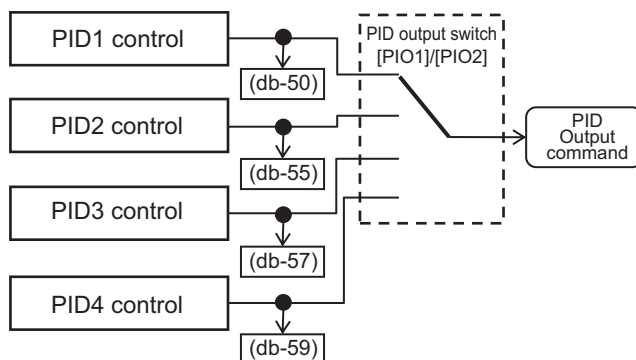 PID1 control
(db-50)
PID2 control
(db-55)
PID3 control
(db-57)
PID4 control
(db-59)
PID output switch
[PIO1]/[PIO2]
PID
Output
command